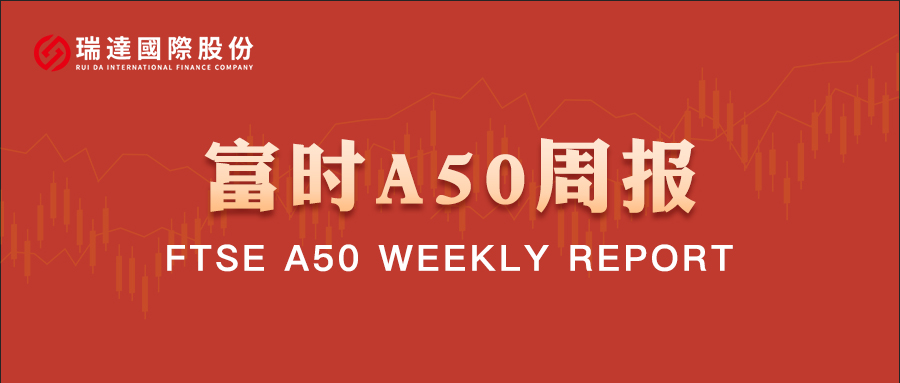 瑞達國際股份
RUI DA INTERNATIONAL FINANCE COMPANY
富时A50周报
FTSE A50 WEEKLY REPORT